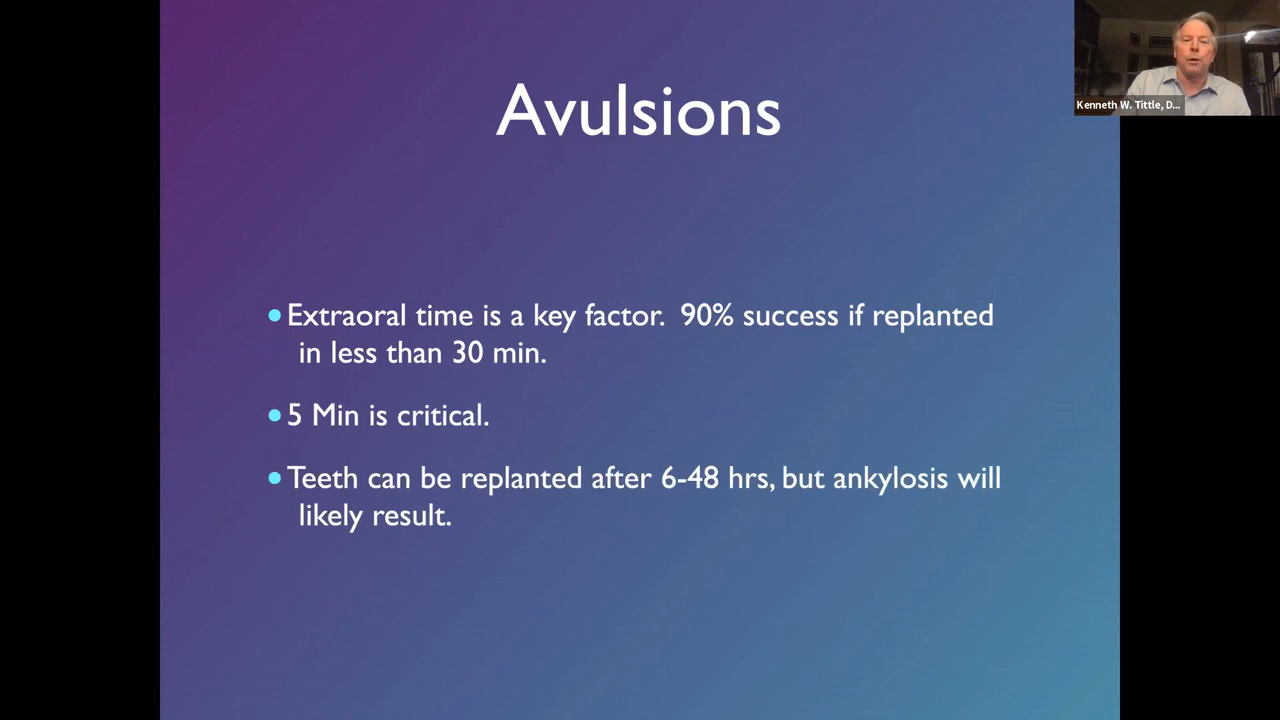 Avulsions
Kenneth W. Tittle, D...
•Extraoral time is a key factor.  90% success if replanted
in less than 30 min.
•5 Min is critical.
•Teeth can be replanted after 6-48 hrs, but ankylosis will
likely result.